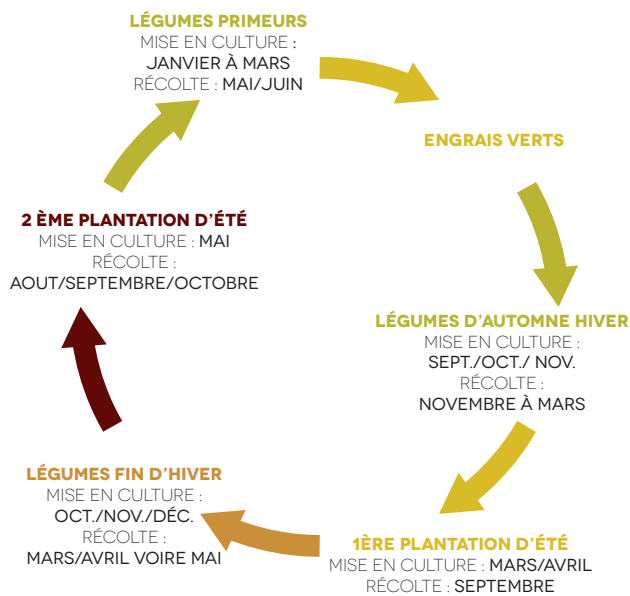 LÉGUMES PRIMEURS
MISE EN CULTURE :
JANVIER À MARS
RÉCOLTE : MAI/JUIN
ENGRAIS VERTS
LÉGUMES D'AUTOMNE HIVER
MISE EN CULTURE :
SEPT./OCT./ NOV.
RÉCOLTE :
NOVEMBRE À MARS
1ÈRE PLANTATION D'ÉTÉ
MISE EN CULTURE : MARS/AVRIL
RÉCOLTE : SEPTEMBRE
LÉGUMES FIN D'HIVER
MISE EN CULTURE :
OCT./NOV./DÉC.
RÉCOLTE :
MARS/AVRIL VOIRE MAI
2 ÈME PLANTATION D'ÉTÉ
MISE EN CULTURE : MAI
RÉCOLTE :
AOUT/SEPTEMBRE/OCTOBRE